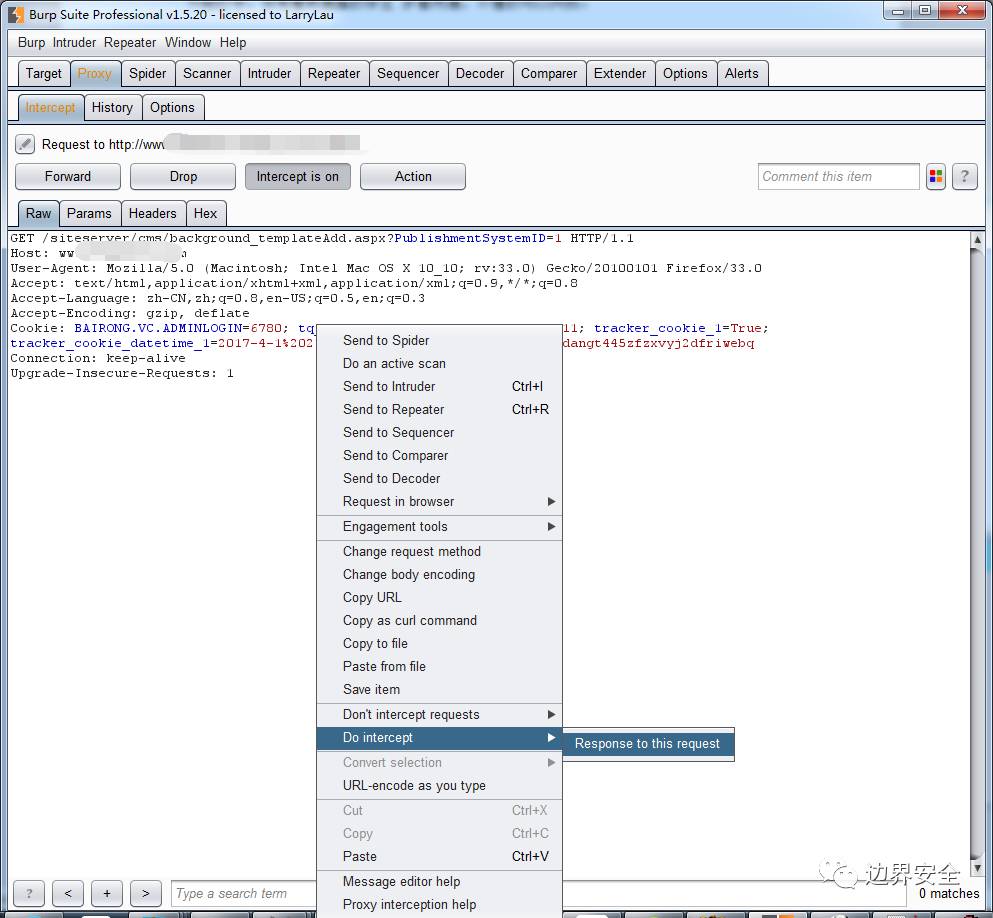 Burp Suite Professional v1.5.20 - licensed to LarryLau
Burp Intruder Repeater Window Help
Target Proxy Spider Scanner Intruder Repeater Sequencer Decoder Comparer Extender Options Alerts
Intercept History Options
Request to http://www
Forward Drop Intercept is on Action Comment this item ?
Raw Params Headers Hex
GET /siteserver/cms/background_templateAdd.aspx?PublishmentSystemID=1 HTTP/1.1
Host: ww
User-Agent: Mozilla/5.0 (Macintosh; Intel Mac OS X 10_10; rv:33.0) Gecko/20100101 Firefox/33.0
Accept: text/html,application/xhtml+xml,application/xml;q=0.9,*/*;q=0.8
Accept-Language: zh-CN,zh;q=0.8,en-US;q=0.5,en;q=0.3
Accept-Encoding: gzip, deflate
Cookie: BAIRONG.VC.ADMINLOGIN=6780; tq 11; tracker_cookie_1=True;
tracker_cookie_datetime_1=2017-4-1%202 dangt445zfzxvyj2dfriwebq
Connection: keep-alive
Upgrade-Insecure-Requests: 1
Send to Spider
Do an active scan
Send to Intruder Ctrl+I
Send to Repeater Ctrl+R
Send to Sequencer
Send to Comparer
Send to Decoder
Request in browser
Engagement tools
Change request method
Change body encoding
Copy URL
Copy as curl command
Copy to file
Paste from file
Save item
Don't intercept requests
Do intercept
Response to this request
Convert selection
URL-encode as you type
Cut Ctrl+X
Copy Ctrl+C
Paste Ctrl+V
Message editor help
Proxy interception help
边界安全
? < + > Type a search term 0 matches